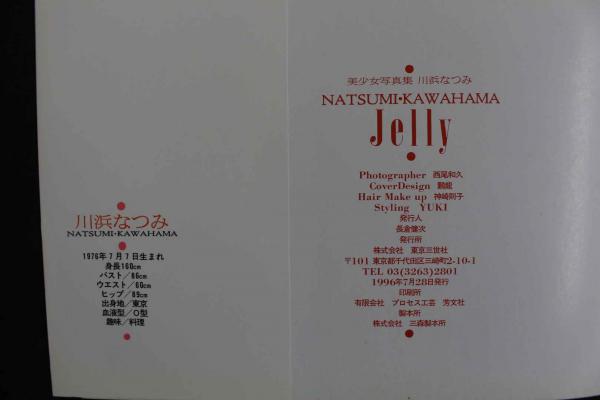 川浜なつみ
NATSUMI・KAWAHAMA
1976年7月7日生まれ
身長160cm
バスト/86cm
ウエスト/60cm
ヒップ/89cm
出身地/東京
血液型/O型
趣味/料理
美少女写真集 川浜なつみ
NATSUMI・KAWAHAMA
Jelly
Photographer 西尾和久
CoverDesign 鵬龍
Hair Make up 神崎則子
Styling YUKI
発行人
長倉健次
発行所
株式会社 東京三世社
〒101 東京都千代田区三崎町2-10-1
TEL 03(3263)2801
1996年7月28日発行
印刷所
有限会社 プロセス工芸 芳文社
製本所
株式会社 三森製本所